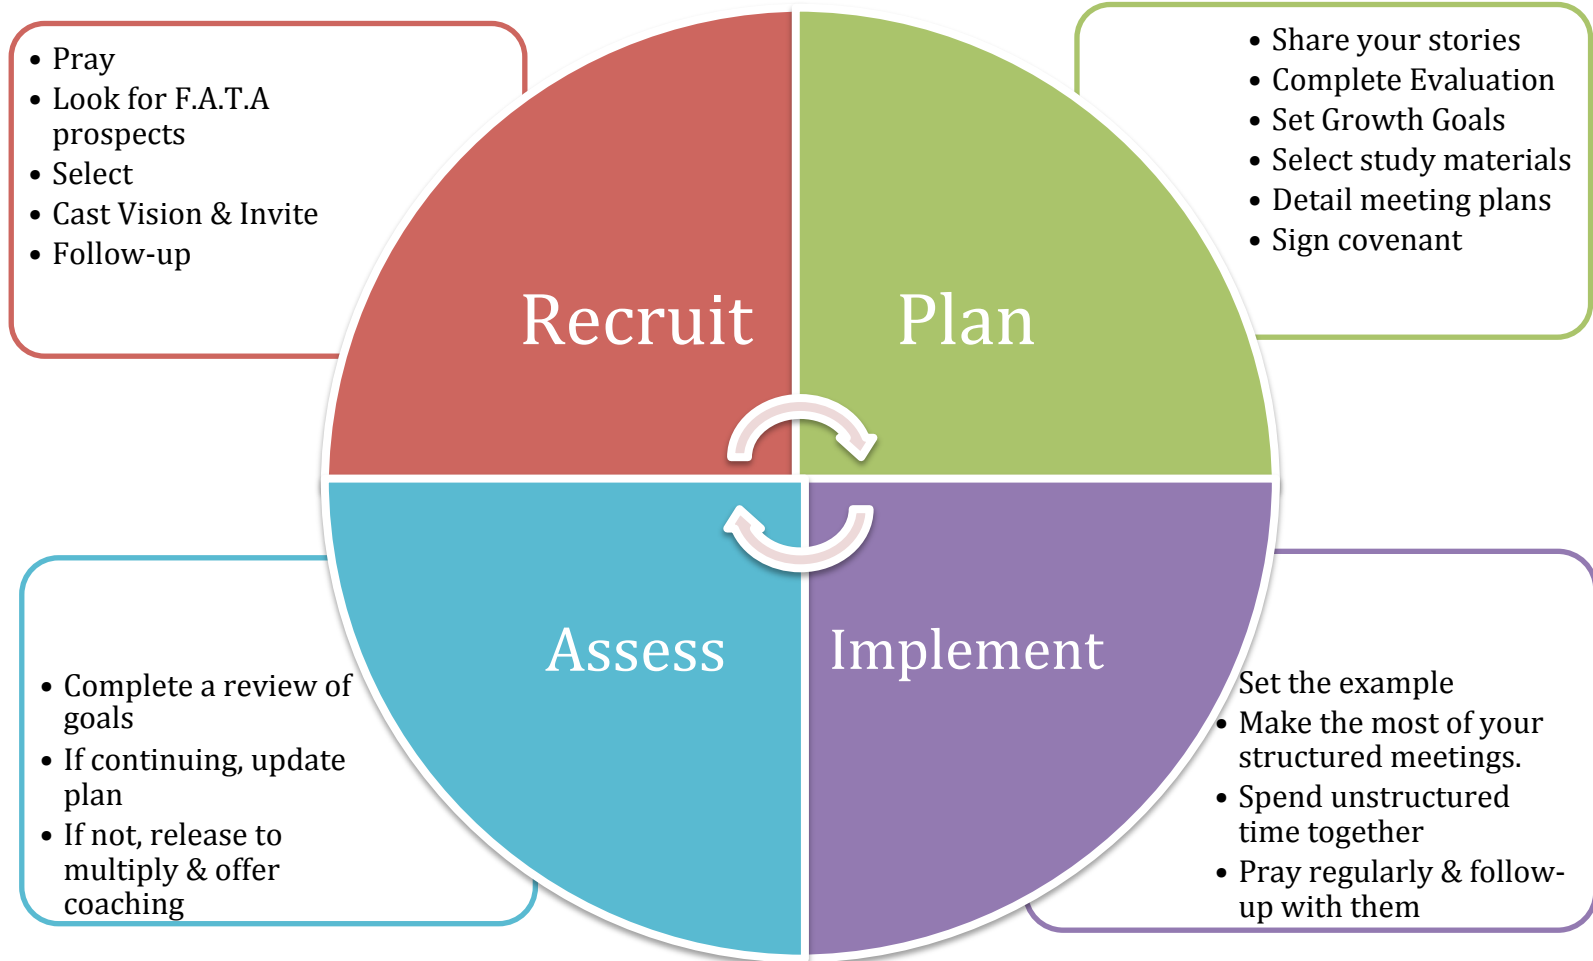 • Pray
• Look for F.A.T.A
prospects
• Select
• Cast Vision & Invite
• Follow-up
• Share your stories
• Complete Evaluation
• Set Growth Goals
• Select study materials
• Detail meeting plans
• Sign covenant
Recruit
Plan
Assess
Implement
• Complete a review of
goals
• If continuing, update
plan
• If not, release to
multiply & offer
coaching
Set the example
• Make the most of your
structured meetings.
• Spend unstructured
time together
• Pray regularly & follow-
up with them